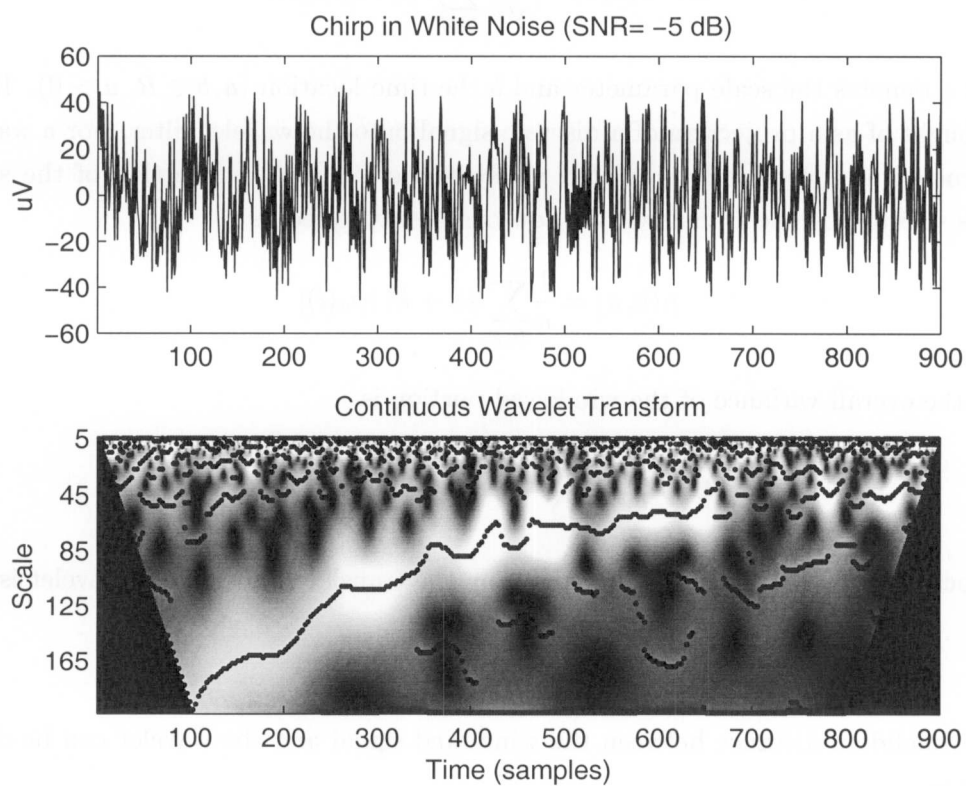 Chirp in White Noise (SNR= −5 dB)
60
40
20
0
−20
−40
−60
uV
100 200 300 400 500 600 700 800 900
Continuous Wavelet Transform
5
45
85
125
165
Scale
100 200 300 400 500 600 700 800 900
Time (samples)